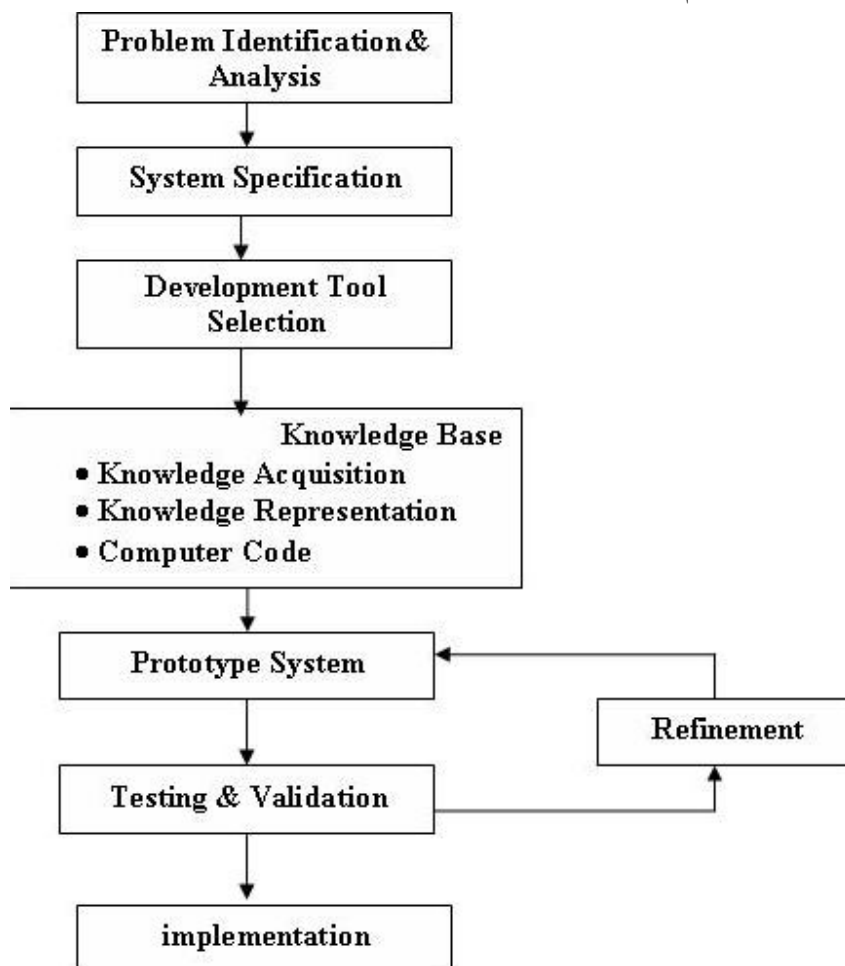 Problem Identification&
Analysis
System Specification
Development Tool
Selection
Knowledge Base
• Knowledge Acquisition
• Knowledge Representation
• Computer Code
Prototype System
Refinement
Testing & Validation
implementation